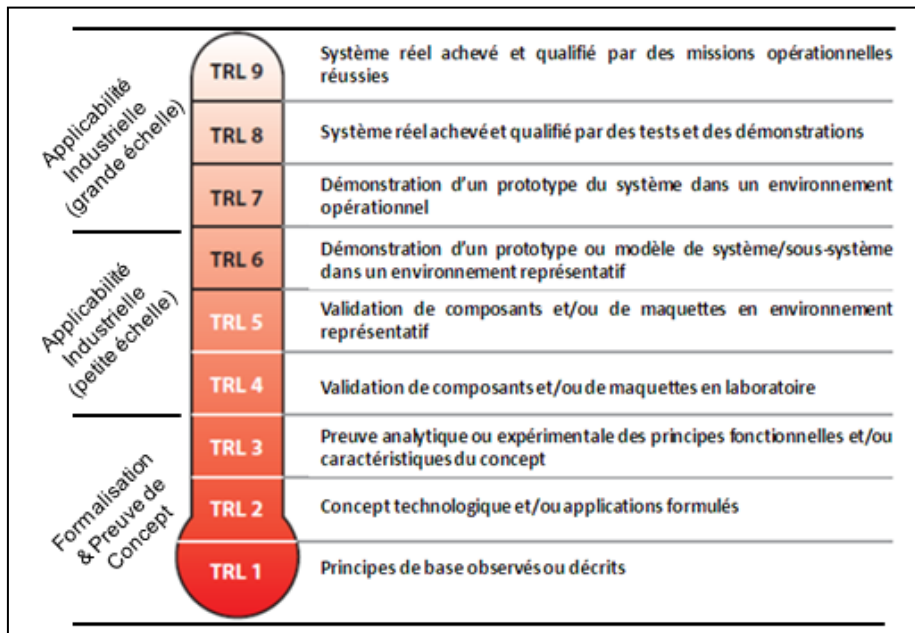 Applicabilité
Industrielle
(grande échelle)
TRL 9
Système réel achevé et qualifié par des missions opérationnelles
réussies
TRL 8
Système réel achevé et qualifié par des tests et des démonstrations
TRL 7
Démonstration d'un prototype du système dans un environnement
opérationnel
Applicabilité
Industrielle
(petite échelle)
TRL 6
Démonstration d'un prototype ou modèle de système/sous-système
dans un environnement représentatif
TRL 5
Validation de composants et/ou de maquettes en environnement
représentatif
TRL 4
Validation de composants et/ou de maquettes en laboratoire
Formalisation
& Preuve de
Concept
TRL 3
Preuve analytique ou expérimentale des principes fonctionnelles et/ou
caractéristiques du concept
TRL 2
Concept technologique et/ou applications formulés
TRL 1
Principes de base observés ou décrits